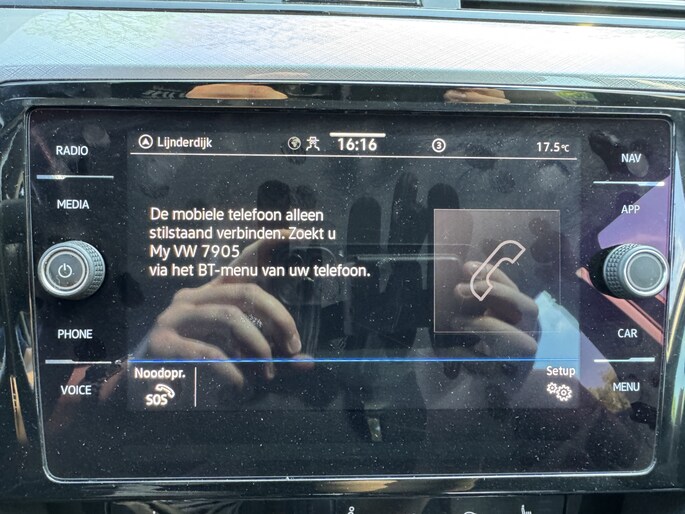 RADIO
MEDIA
PHONE
VOICE
Lijnderdijk 16:16 3 17.5°C
De mobiele telefoon alleen
stilstaand verbinden. Zoekt u
My VW 7905
via het BT-menu van uw telefoon.
Noodopr. Setup
SOS
NAV
APP
CAR
MENU